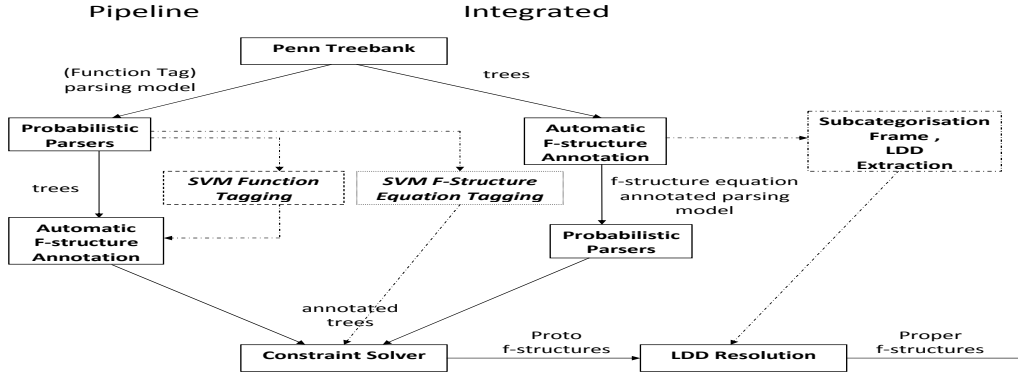 Pipeline
Integrated
Penn Treebank
(Function Tag)
parsing model
trees
Probabilistic
Parsers
Automatic
F-structure
Annotation
Subcategorisation
Frame ,
LDD
Extraction
trees
SVM Function
Tagging
SVM F-Structure
Equation Tagging
f-structure equation
annotated parsing
model
Automatic
F-structure
Annotation
Probabilistic
Parsers
annotated
trees
Constraint Solver
Proto
f-structures
LDD Resolution
Proper
f-structures